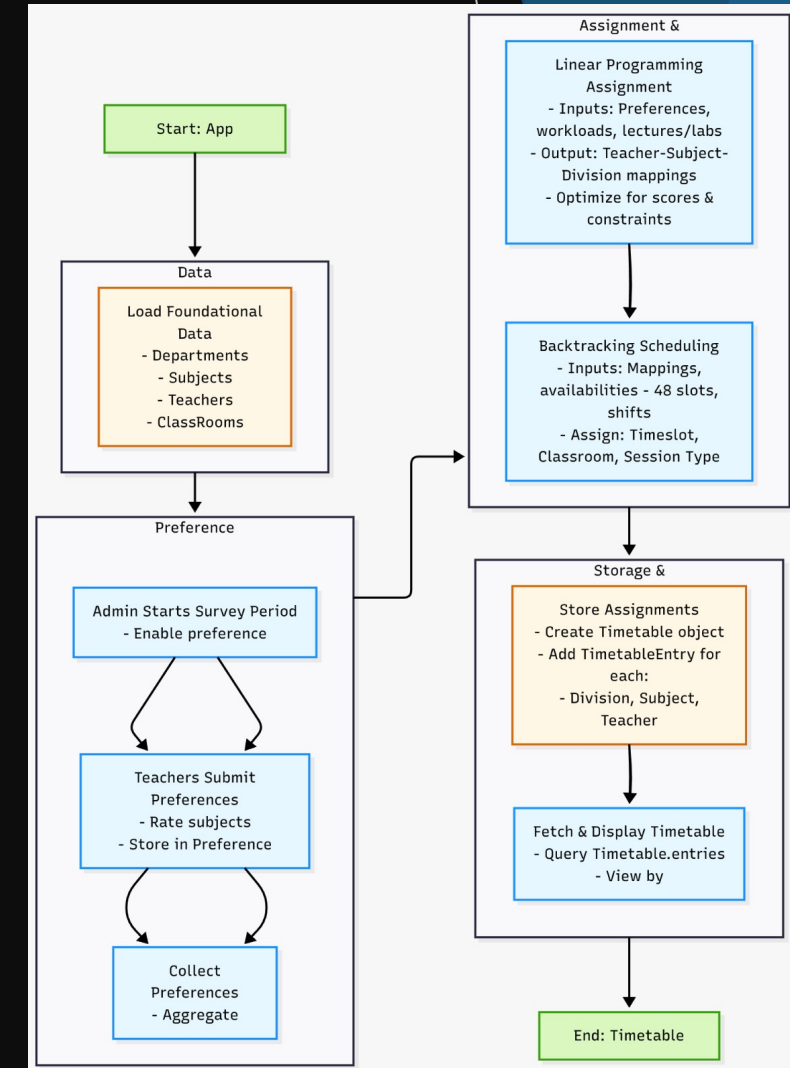 Start: App
Data
Load Foundational
Data
- Departments
- Subjects
- Teachers
- ClassRooms
Preference
Admin Starts Survey Period
- Enable preference
Teachers Submit
Preferences
- Rate subjects
- Store in Preference
Collect
Preferences
- Aggregate
Assignment &
Linear Programming
Assignment
- Inputs: Preferences,
workloads, lectures/labs
- Output: Teacher-Subject-
Division mappings
- Optimize for scores &
constraints
Backtracking Scheduling
- Inputs: Mappings,
availabilities - 48 slots,
shifts
- Assign: Timeslot,
Classroom, Session Type
Storage &
Store Assignments
- Create Timetable object
- Add TimetableEntry for
each:
- Division, Subject,
Teacher
Fetch & Display Timetable
- Query Timetable.entries
- View by
End: Timetable